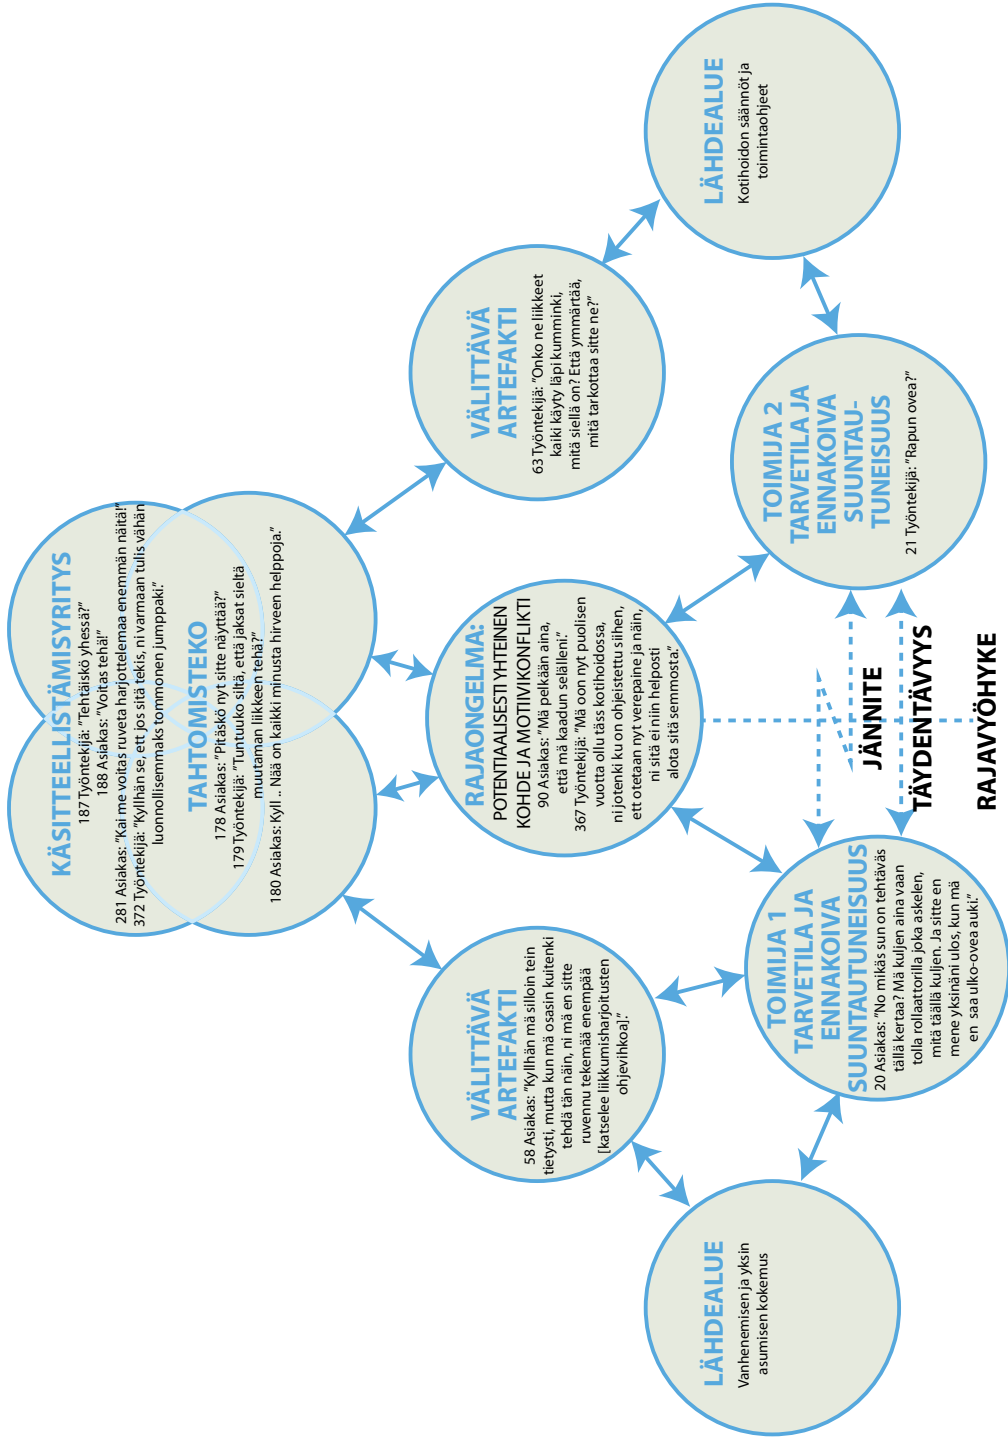 KÄSITTEELLISTÄMISYRITYS
187 Työntekijä: ”Tehtäiskö yhessä?”
188 Asiakas: ”Voitas tehä!”
281 Asiakas: ”Kai me voitas ruveta harjottelemaa enemmän näitä!”
372 Työntekijä: ”Kyllhän se, ett jos sitä tekis, ni varmaan tulis vähän
luonnollisemmaks tommonen jumppaki.”
TAHTOMISTEKO
178 Asiakas: ”Pitäskö nyt sitte näyttää?”
179 Työntekijä: ”Tuntuuko siltä, että jaksat sieltä
muutaman liikkeen tehä?”
180 Asiakas: Kyll .. Nää on kaikki minusta hirveen helppoja.”
VÄLITTÄVÄ
ARTEFAKTI
58 Asiakas: ”Kyllhän mä silloin tein
tietysti, mutta kun mä osasin kuitenki
tehdä tän näin, ni mä en sitte
ruvennu tekemää enempää
[katselee liikkumisharjoitusten
ohjevihkoa].”
RAJAONGELMA:
POTENTIAALISESTI YHTEINEN
KOHDE JA MOTIIVIKONFLIKTI
90 Asiakas: ”Mä pelkään aina,
että mä kaadun selälleni.”
367 Työntekijä: ”Mä oon nyt puolisen
vuotta ollu täss kotihoidossa,
ni jotenki ku on ohjeistettu siihen,
ett otetaan nyt verepaine ja näin,
ni sitä ei niin helposti
alota sitä semmosta.”
VÄLITTÄVÄ
ARTEFAKTI
63 Työntekijä: ”Onko ne liikkeet
kaiki käyty läpi kumminki,
mitä siellä on? Että ymmärtää,
mitä tarkottaa sitte ne?”
LÄHDEALUE
Vanhenemisen ja yksin
asumisen kokemus
TOIMIJA 1
TARVETILA JA
ENNAKOIVA
SUUNTAUTUNEISUUS
20 Asiakas: ”No mikäs sun on tehtäväs
tällä kertaa? Mä kuljen aina vaan
tolla rollaattorilla joka askelen,
mitä täällä kuljen. Ja sitte en
mene yksinäni ulos, kun mä
en saa ulko-ovea auki.”
TOIMIJA 2
TARVETILA JA
ENNAKOIVA
SUUNTAU-
TUNEISUUS
21 Työntekijä: ”Rapun ovea?”
LÄHDEALUE
Kotihoidon säännöt ja
toimintaohjeet
JÄNNITE
TÄYDENTÄVYYS
RAJAVYÖHYKE